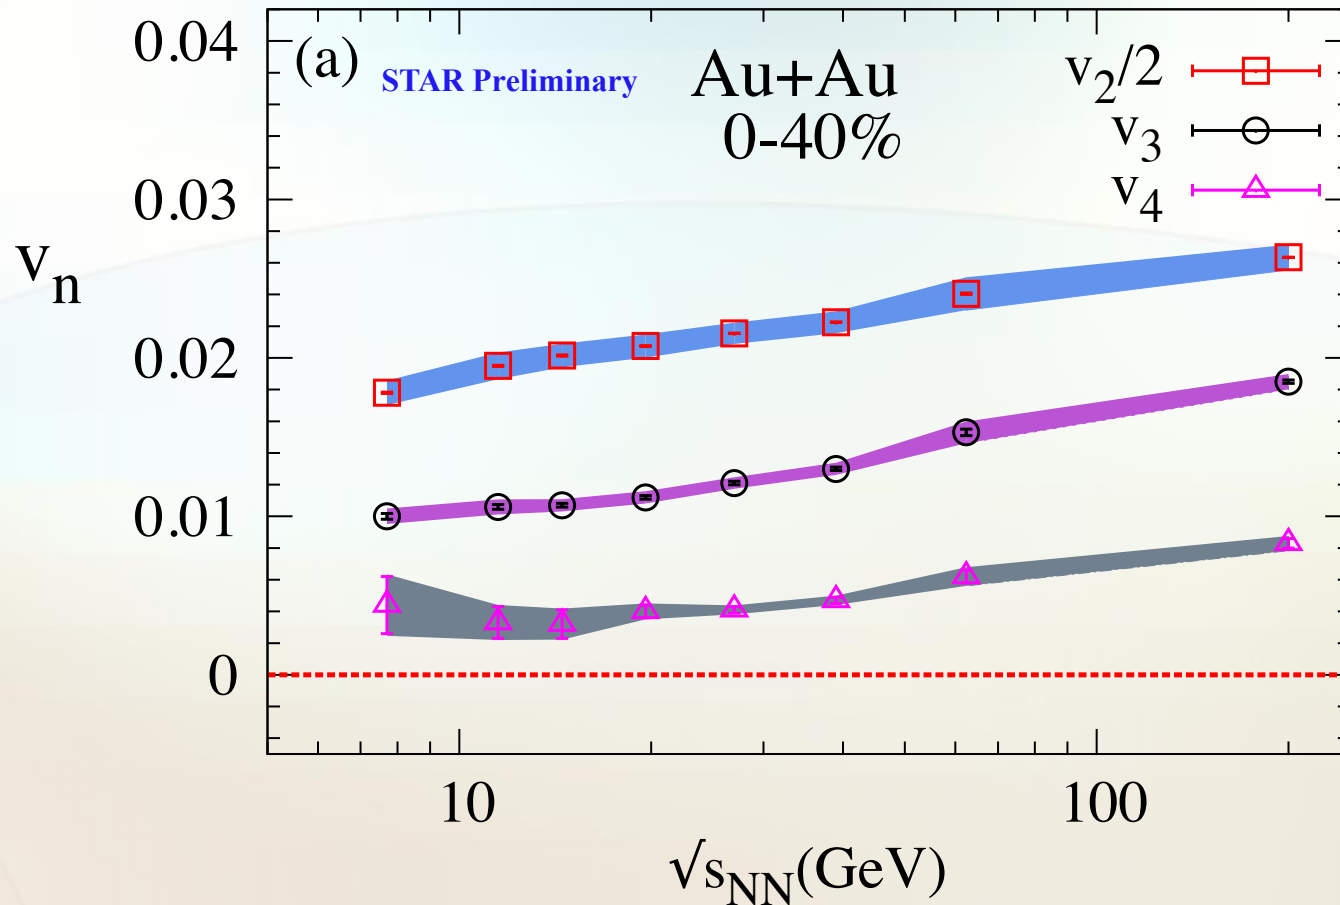 0.04
(a)
STAR Preliminary
Au+Au
0-40%
v2/2
v3
v4
0.03
vn
0.02
0.01
0
10
100
√sNN(GeV)